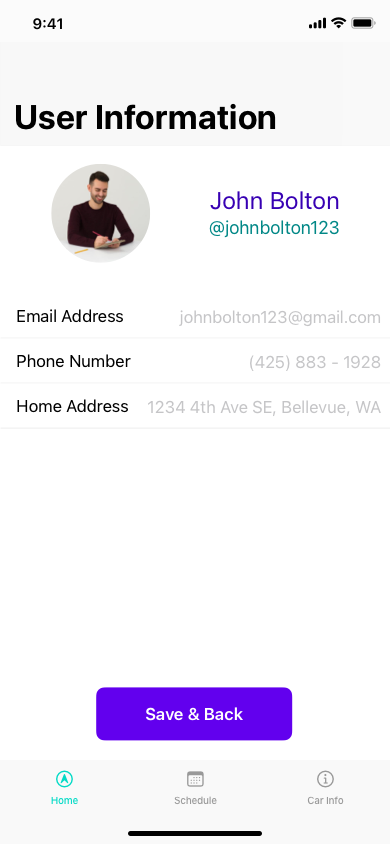 9:41
User Information
John Bolton
@johnbolton123
Email Address johnbolton123@gmail.com
Phone Number (425) 883 - 1928
Home Address 1234 4th Ave SE, Bellevue, WA
Save & Back
Home Schedule Car Info